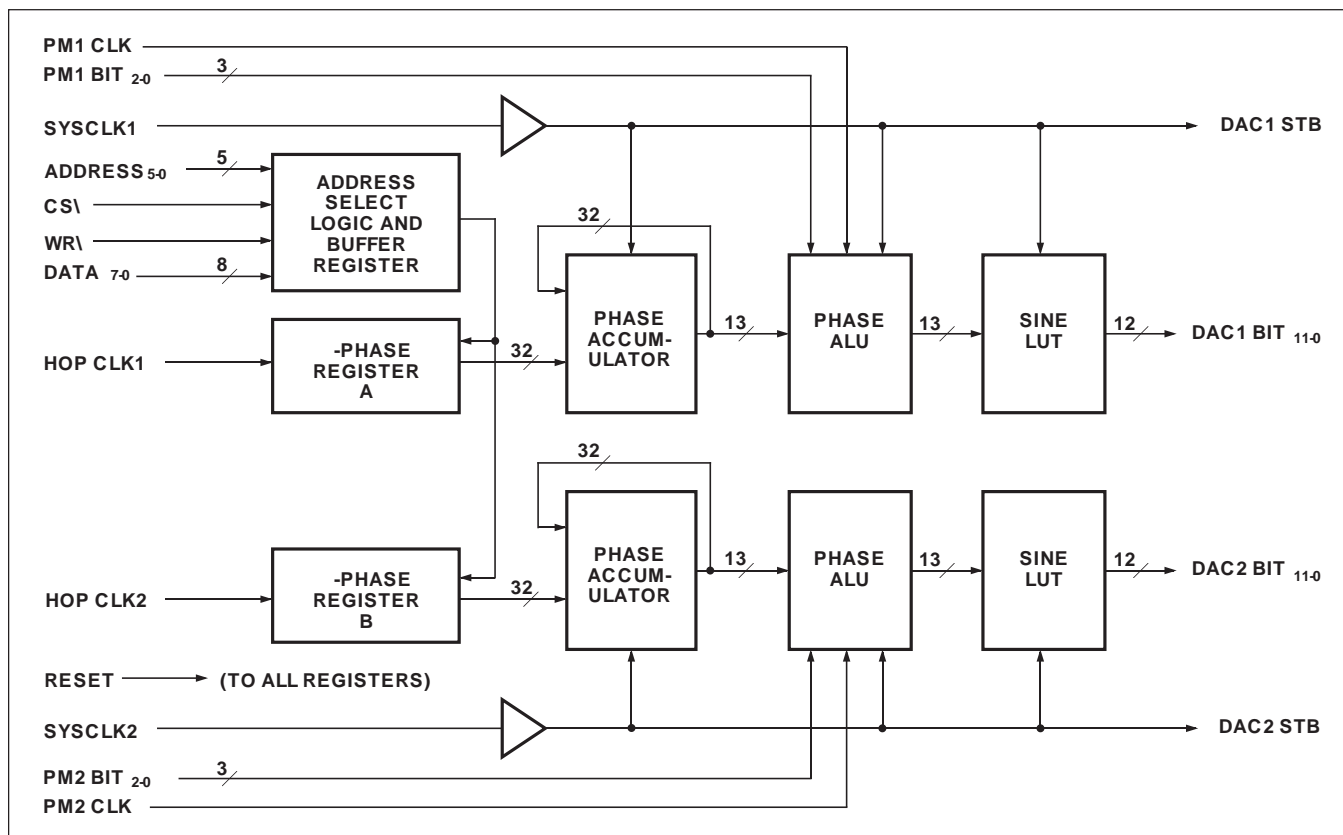 PM1 CLK
PM1 BIT 2-0
3
SYSCLK1
DAC1 STB
ADDRESS 5-0
5
CS\
WR\
DATA 7-0
8
ADDRESS
SELECT
LOGIC AND
BUFFER
REGISTER
32
PHASE
ACCUM-
ULATOR
13
PHASE
ALU
13
SINE
LUT
12
DAC1 BIT 11-0
HOP CLK1
-PHASE
REGISTER
A
32
32
PHASE
ACCUM-
ULATOR
13
PHASE
ALU
13
SINE
LUT
12
DAC2 BIT 11-0
HOP CLK2
-PHASE
REGISTER
B
32
RESET
(TO ALL REGISTERS)
SYSCLK2
DAC2 STB
PM2 BIT 2-0
3
PM2 CLK